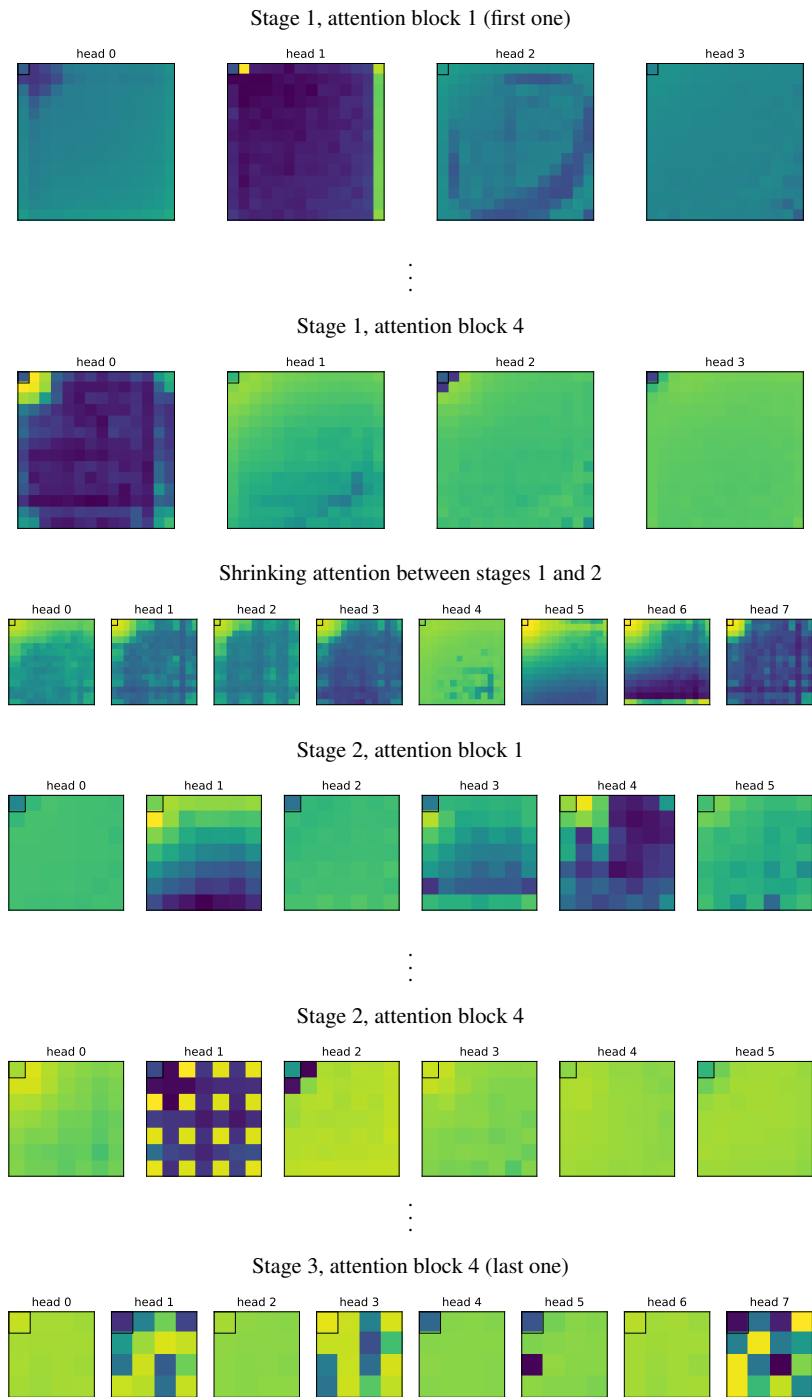 Stage 1, attention block 1 (first one)
head 0 head 1 head 2 head 3
Stage 1, attention block 4
head 0 head 1 head 2 head 3
Shrinking attention between stages 1 and 2
head 0 head 1 head 2 head 3 head 4 head 5 head 6 head 7
Stage 2, attention block 1
head 0 head 1 head 2 head 3 head 4 head 5
Stage 2, attention block 4
head 0 head 1 head 2 head 3 head 4 head 5
Stage 3, attention block 4 (last one)
head 0 head 1 head 2 head 3 head 4 head 5 head 6 head 7